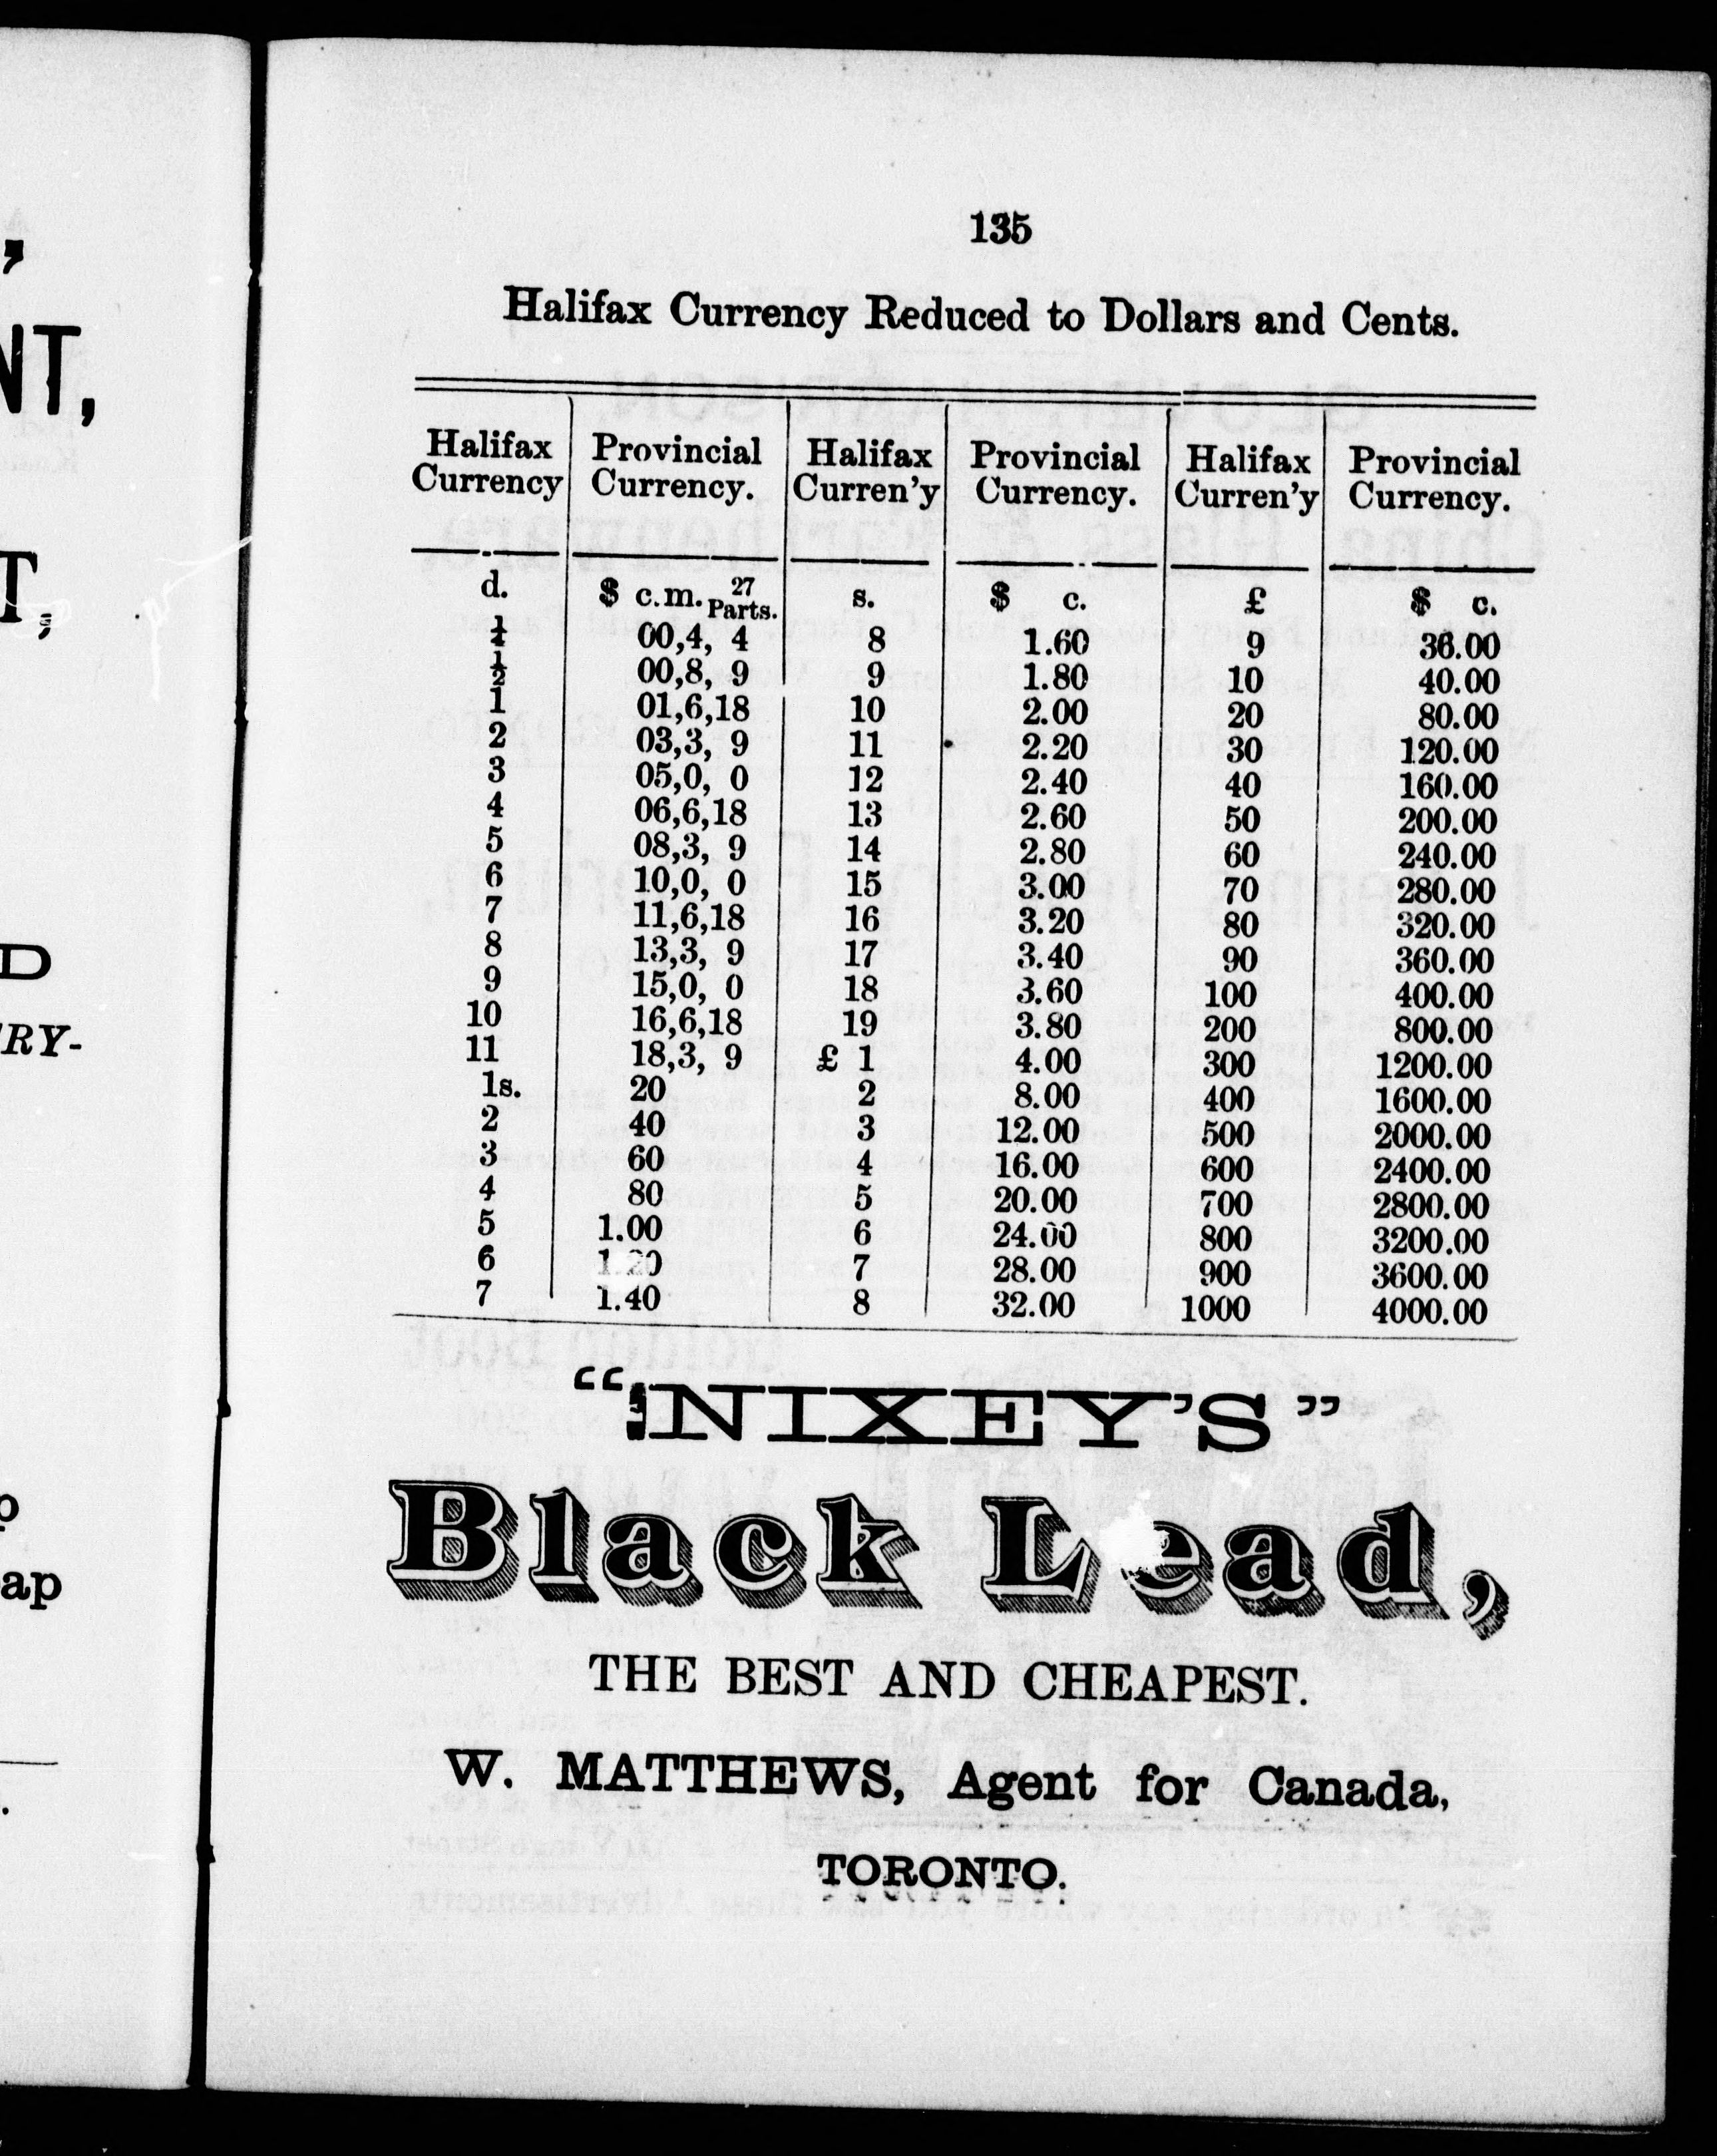 ,
NT,
T,
D
RY-
p
ap
.
135
Halifax Currency Reduced to Dollars and Cents.
Halifax Currency Provincial Currency. Halifax Curren'y Provincial Currency. Halifax Curren'y Provincial Currency.
d. $ c.m. 27 Parts. s. $ c. £ $ c.
¼ 00,4, 4 8 1.60 9 36.00
½ 00,8, 9 9 1.80 10 40.00
1 01,6,18 10 2.00 20 80.00
2 03,3, 9 11 2.20 30 120.00
3 05,0, 0 12 2.40 40 160.00
4 06,6,18 13 2.60 50 200.00
5 08,3, 9 14 2.80 60 240.00
6 10,0, 0 15 3.00 70 280.00
7 11,6,18 16 3.20 80 320.00
8 13,3, 9 17 3.40 90 360.00
9 15,0, 0 18 3.60 100 400.00
10 16,6,18 19 3.80 200 800.00
11 18,3, 9 £ 1 4.00 300 1200.00
1s. 20 2 8.00 400 1600.00
2 40 3 12.00 500 2000.00
3 60 4 16.00 600 2400.00
4 80 5 20.00 700 2800.00
5 1.00 6 24.00 800 3200.00
6 1.20 7 28.00 900 3600.00
7 1.40 8 32.00 1000 4000.00
"NIXEY'S"
Black Lead,
THE BEST AND CHEAPEST.
W. MATTHEWS, Agent for Canada,
TORONTO.